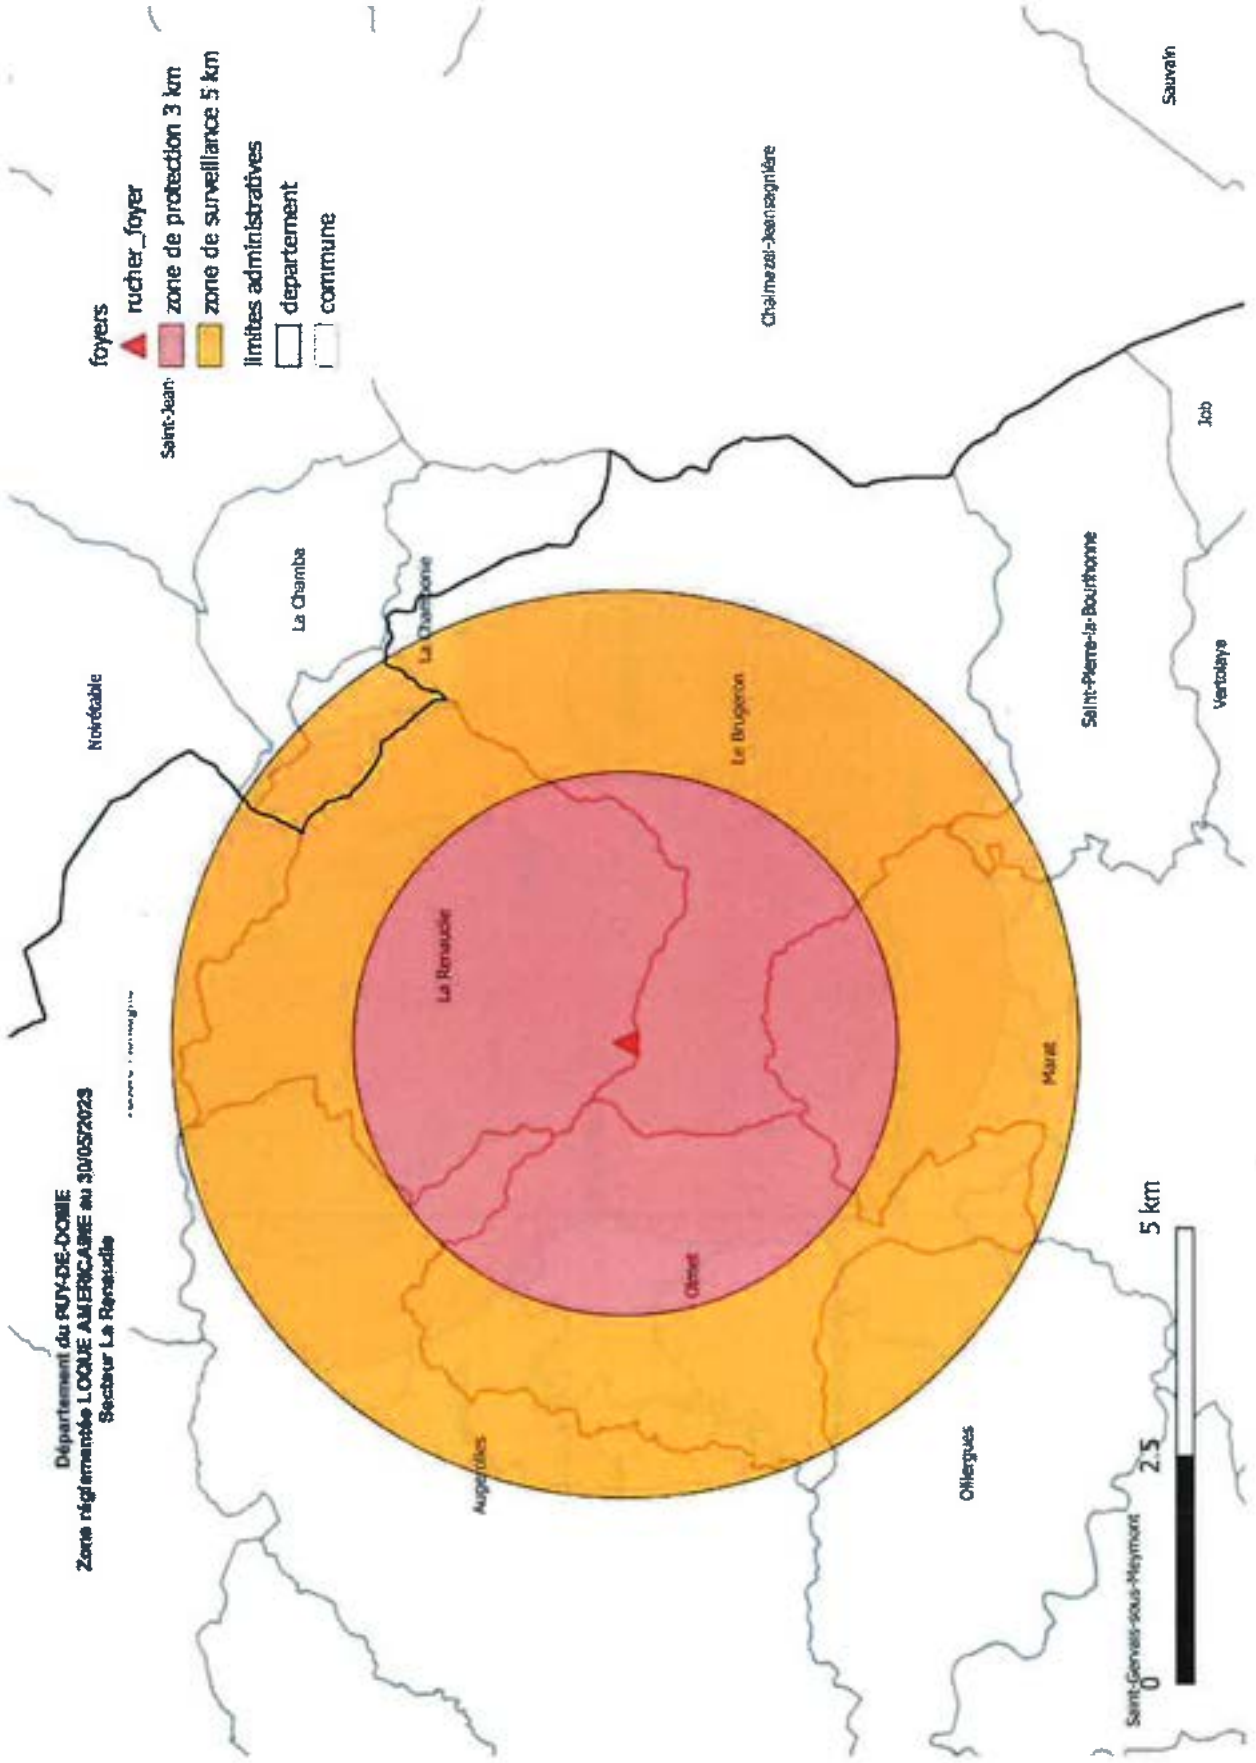 Département du PUY-DE-DOME
Zone réglementée LOQUE AMERICAINE au 30/05/2023
Secteur La Renaudie
foyers
rucher_foyer
zone de protection 3 km
zone de surveillance 5 km
limites administratives
departement
commune
Saint-Jean
Noirétable
La Chamba
La Chambonie
Chalmazel-Jeansagnière
Sauvain
La Renaudie
Le Brugeron
Augerolles
Olmet
Marat
Saint-Pierre-la-Bourlhonne
Job
Vertolaye
Olliergues
Saint-Gervais-sous-Meymont
0
2.5
5 km